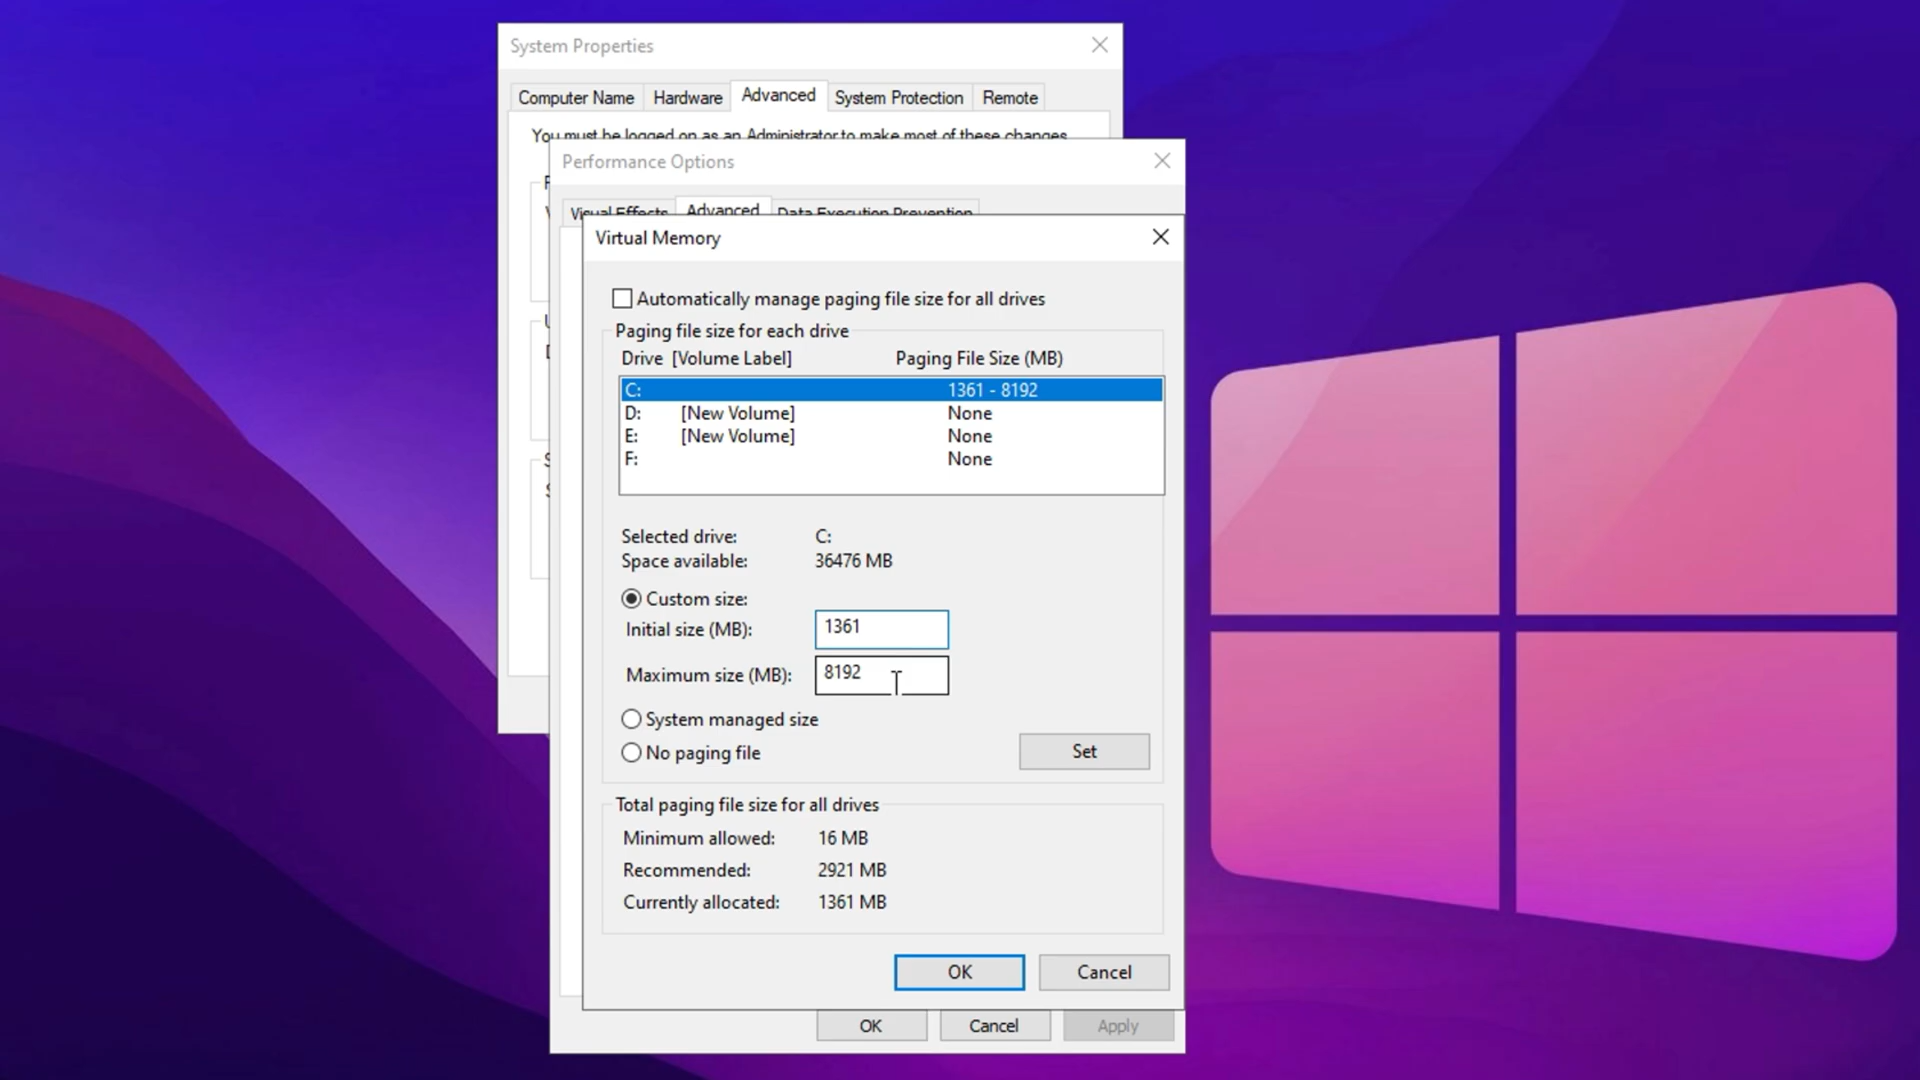 System Properties
Computer Name Hardware Advanced System Protection Remote
You must be logged on as an Administrator to make most of these changes
Performance Options
Visual Effects Advanced Data Execution Prevention
Virtual Memory
Automatically manage paging file size for all drives
Paging file size for each drive
Drive [Volume Label] Paging File Size (MB)
C: 1361 - 8192
D: [New Volume] None
E: [New Volume] None
F: None
Selected drive: C:
Space available: 36476 MB
Custom size:
Initial size (MB): 1361
Maximum size (MB): 8192
System managed size
No paging file Set
Total paging file size for all drives
Minimum allowed: 16 MB
Recommended: 2921 MB
Currently allocated: 1361 MB
OK Cancel
OK Cancel Apply